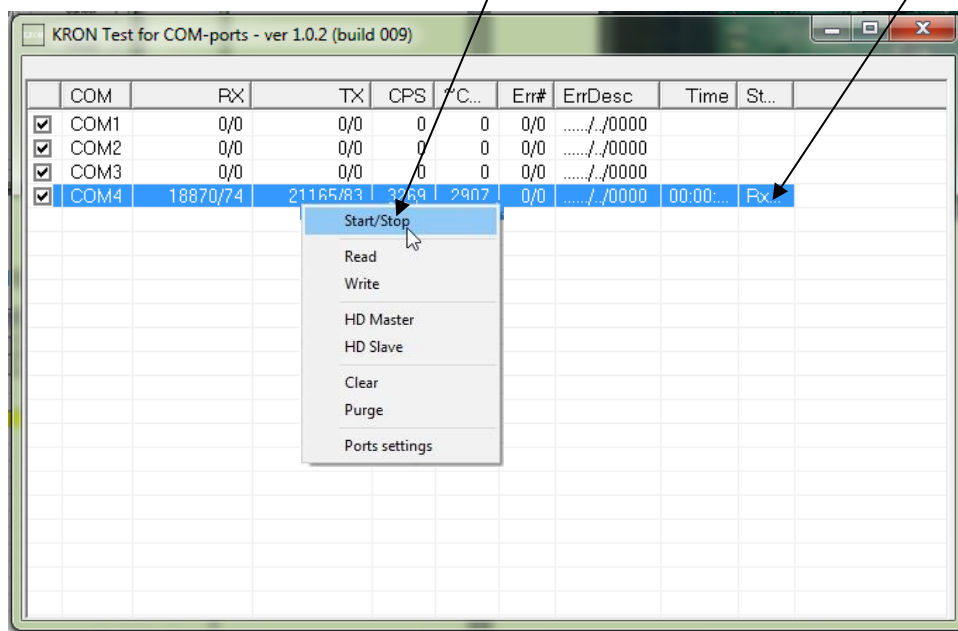 KRON Test for COM-ports - ver 1.0.2 (build 009)
COM RX TX CPS °C... Err# ErrDesc Time St...
COM1 0/0 0/0 0 0 0/0 ....../../0000
COM2 0/0 0/0 0 0 0/0 ....../../0000
COM3 0/0 0/0 0 0 0/0 ....../../0000
COM4 18870/74 21165/83 3269 2907 0/0 ....../../0000 00:00:... Rx...
Start/Stop
Read
Write
HD Master
HD Slave
Clear
Purge
Ports settings